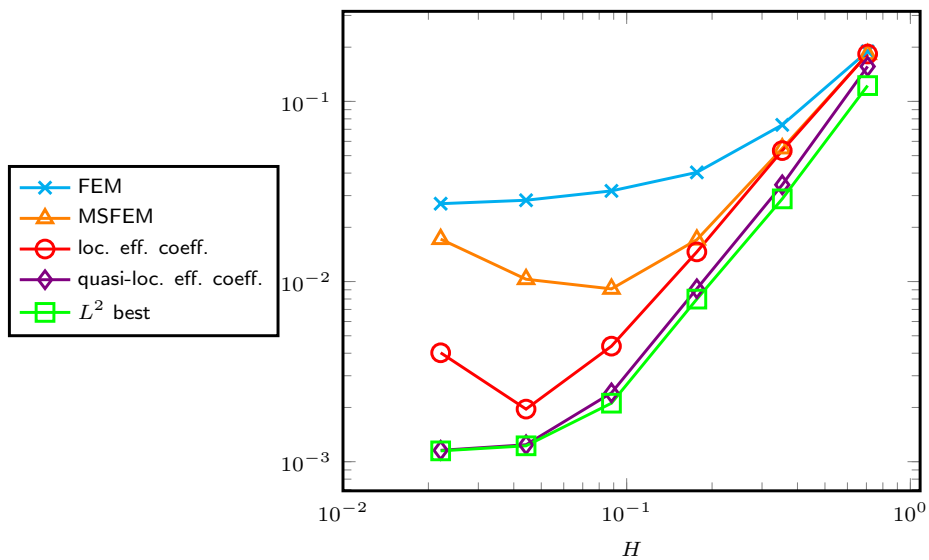 10⁻¹
10⁻²
10⁻³
FEM
MSFEM
loc. eff. coeff.
quasi-loc. eff. coeff.
L² best
10⁻² 10⁻¹ 10⁰
H